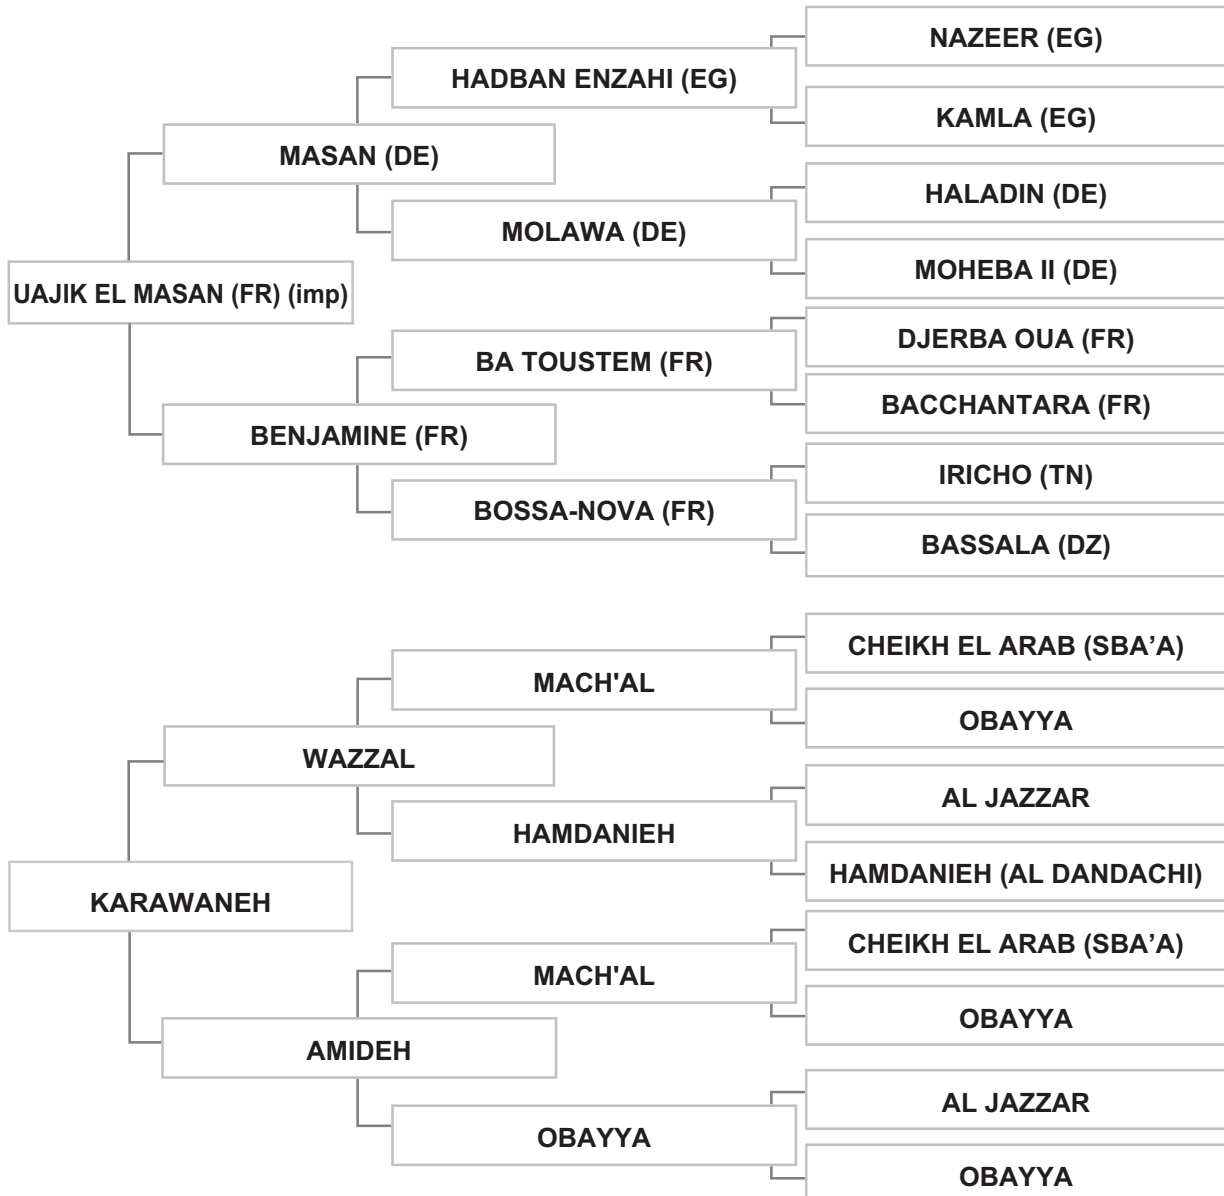 NAZEER (EG)
HADBAN ENZAHI (EG)
KAMLA (EG)
MASAN (DE)
HALADIN (DE)
MOLAWA (DE)
MOHEBA II (DE)
UAJIK EL MASAN (FR) (imp)
DJERBA OUA (FR)
BA TOUSTEM (FR)
BACCHANTARA (FR)
BENJAMINE (FR)
IRICHO (TN)
BOSSA-NOVA (FR)
BASSALA (DZ)
CHEIKH EL ARAB (SBA’A)
MACH'AL
OBAYYA
WAZZAL
AL JAZZAR
HAMDANIEH
HAMDANIEH (AL DANDACHI)
KARAWANEH
CHEIKH EL ARAB (SBA’A)
MACH'AL
OBAYYA
AMIDEH
AL JAZZAR
OBAYYA
OBAYYA